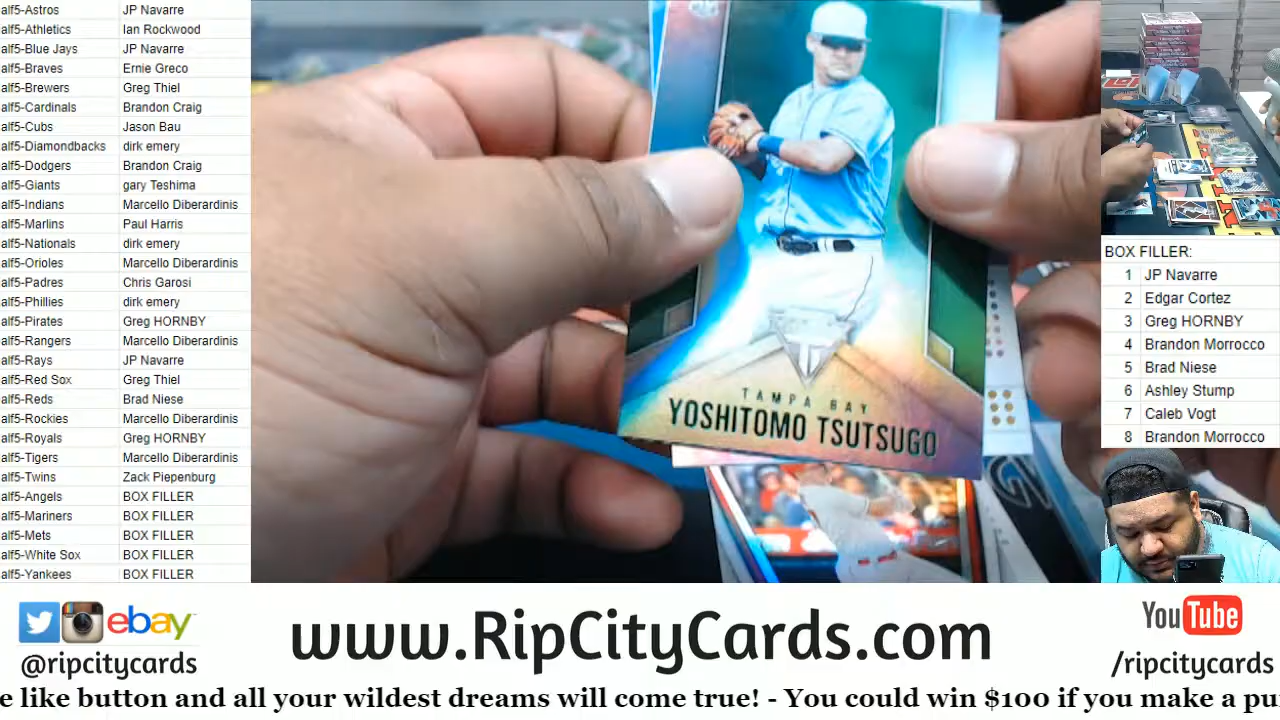 alf5-Astros JP Navarre
alf5-Athletics Ian Rockwood
alf5-Blue Jays JP Navarre
alf5-Braves Ernie Greco
alf5-Brewers Greg Thiel
alf5-Cardinals Brandon Craig
alf5-Cubs Jason Bau
alf5-Diamondbacks dirk emery
alf5-Dodgers Brandon Craig
alf5-Giants gary Teshima
alf5-Indians Marcello Diberardinis
alf5-Marlins Paul Harris
alf5-Nationals dirk emery
alf5-Orioles Marcello Diberardinis
alf5-Padres Chris Garosi
alf5-Phillies dirk emery
alf5-Pirates Greg HORNBY
alf5-Rangers Marcello Diberardinis
alf5-Rays JP Navarre
alf5-Red Sox Greg Thiel
alf5-Reds Brad Niese
alf5-Rockies Marcello Diberardinis
alf5-Royals Greg HORNBY
alf5-Tigers Marcello Diberardinis
alf5-Twins Zack Piepenburg
alf5-Angels BOX FILLER
alf5-Mariners BOX FILLER
alf5-Mets BOX FILLER
alf5-White Sox BOX FILLER
alf5-Yankees BOX FILLER
TAMPA BAY
YOSHITOMO TSUTSUGO
BOX FILLER:
1 JP Navarre
2 Edgar Cortez
3 Greg HORNBY
4 Brandon Morrocco
5 Brad Niese
6 Ashley Stump
7 Caleb Vogt
8 Brandon Morrocco
ebay
@ripcitycards
www.RipCityCards.com
YouTube
/ripcitycards
e like button and all your wildest dreams will come true! - You could win $100 if you make a pu